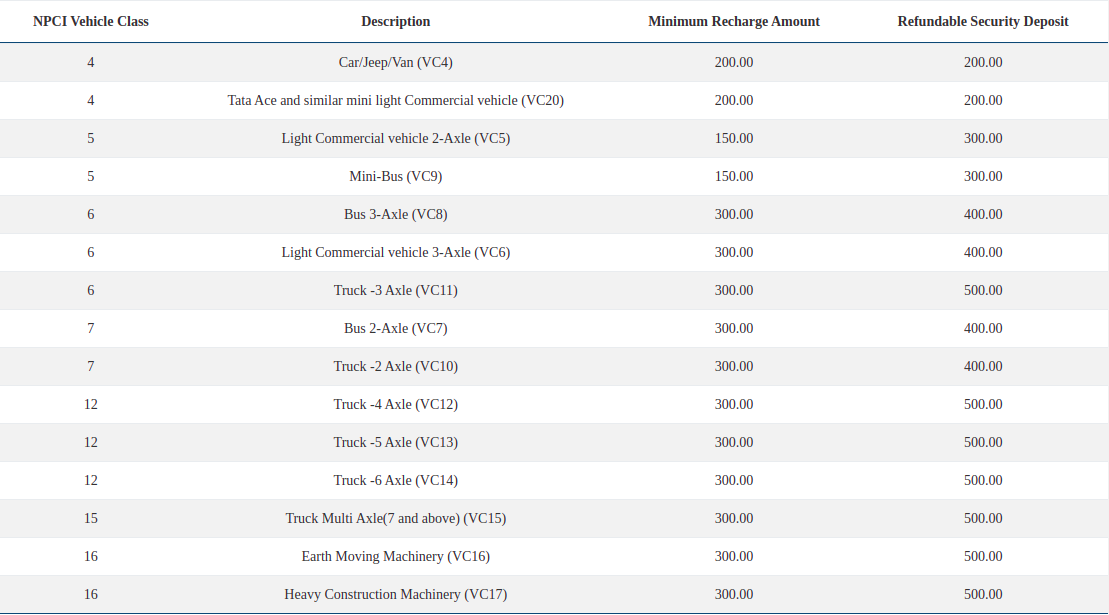 NPCI Vehicle Class Description Minimum Recharge Amount Refundable Security Deposit
4 Car/Jeep/Van (VC4) 200.00 200.00
4 Tata Ace and similar mini light Commercial vehicle (VC20) 200.00 200.00
5 Light Commercial vehicle 2-Axle (VC5) 150.00 300.00
5 Mini-Bus (VC9) 150.00 300.00
6 Bus 3-Axle (VC8) 300.00 400.00
6 Light Commercial vehicle 3-Axle (VC6) 300.00 400.00
6 Truck -3 Axle (VC11) 300.00 500.00
7 Bus 2-Axle (VC7) 300.00 400.00
7 Truck -2 Axle (VC10) 300.00 400.00
12 Truck -4 Axle (VC12) 300.00 500.00
12 Truck -5 Axle (VC13) 300.00 500.00
12 Truck -6 Axle (VC14) 300.00 500.00
15 Truck Multi Axle(7 and above) (VC15) 300.00 500.00
16 Earth Moving Machinery (VC16) 300.00 500.00
16 Heavy Construction Machinery (VC17) 300.00 500.00